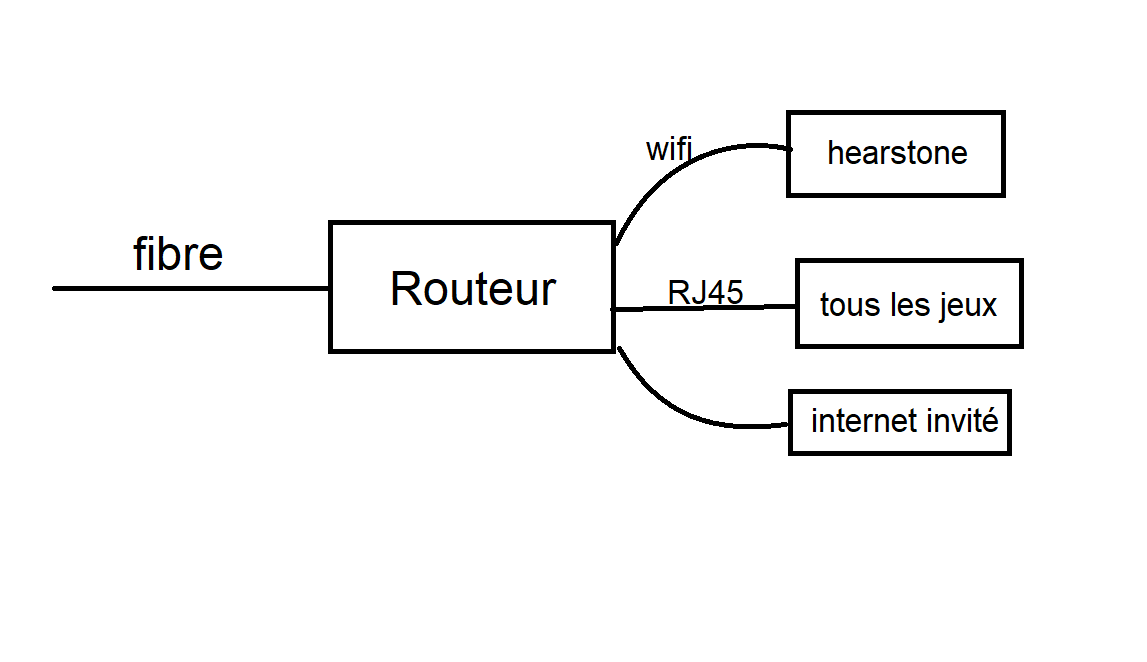 fibre
Routeur
wifi
hearstone
RJ45
tous les jeux
internet invité